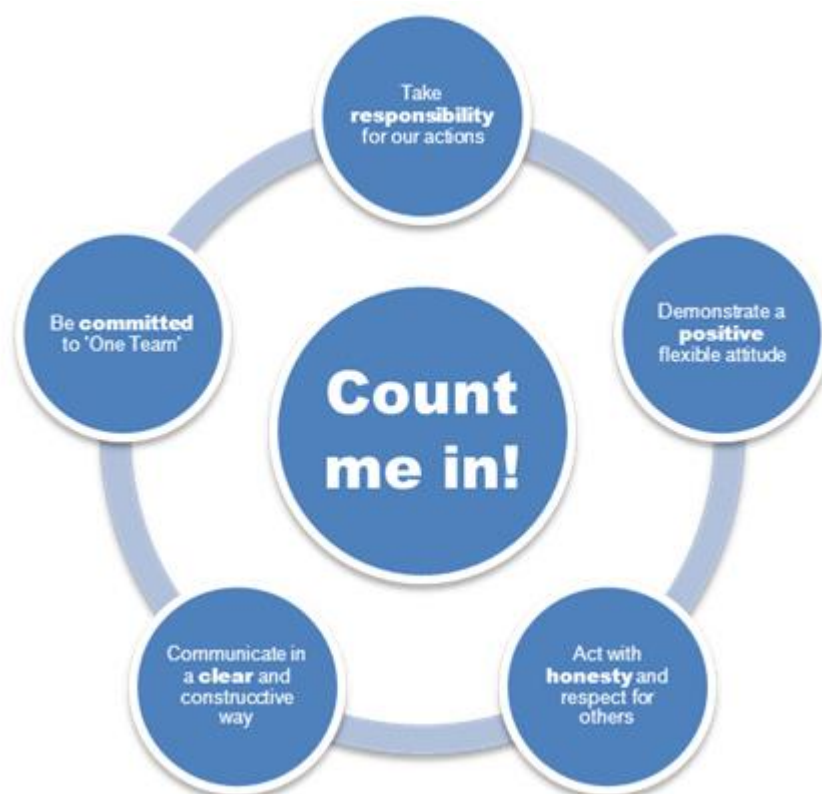 Take
responsibility
for our actions
Demonstrate a
positive
flexible attitude
Act with
honesty and
respect for
others
Communicate in
a clear and
construcctive
way
Be committed
to 'One Team'
Count
me in!